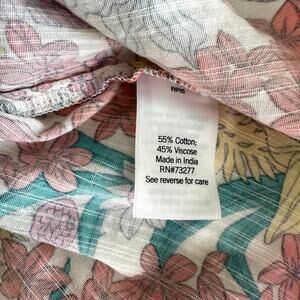 55% Cotton;
45% Viscose
Made in India
RN#73277
See reverse for care